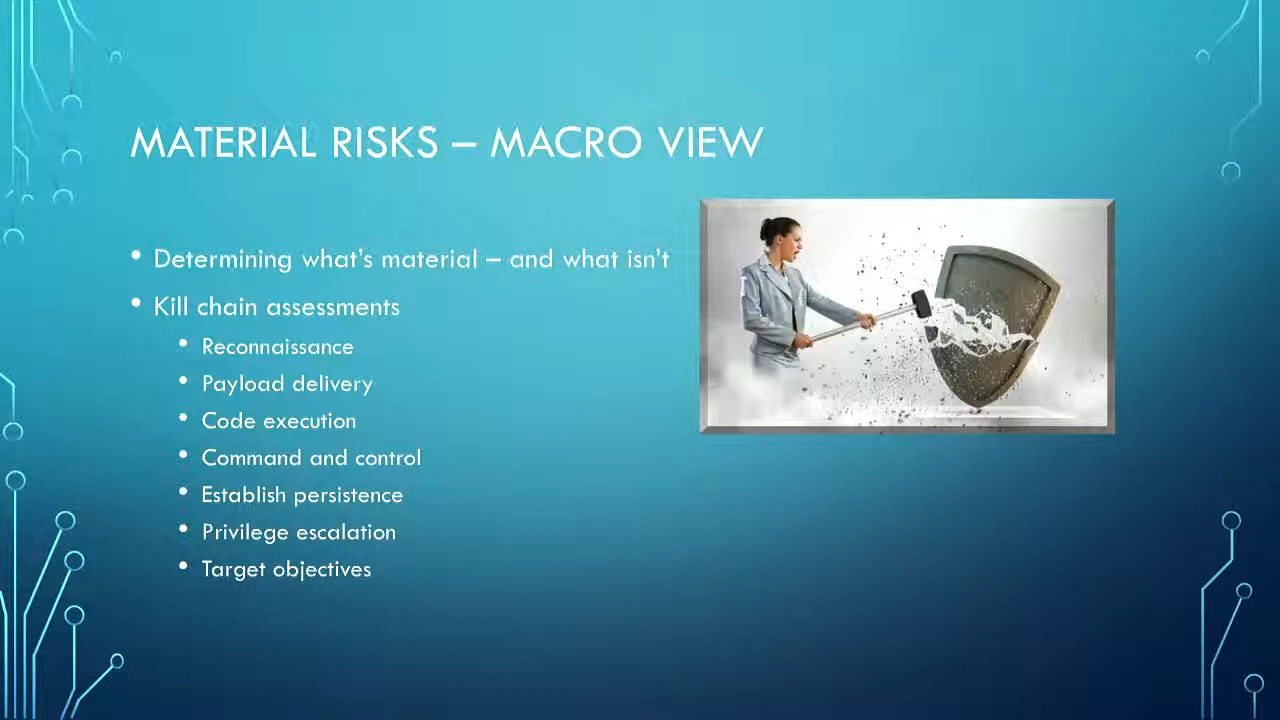 MATERIAL RISKS – MACRO VIEW
• Determining what's material – and what isn't
• Kill chain assessments
• Reconnaissance
• Payload delivery
• Code execution
• Command and control
• Establish persistence
• Privilege escalation
• Target objectives